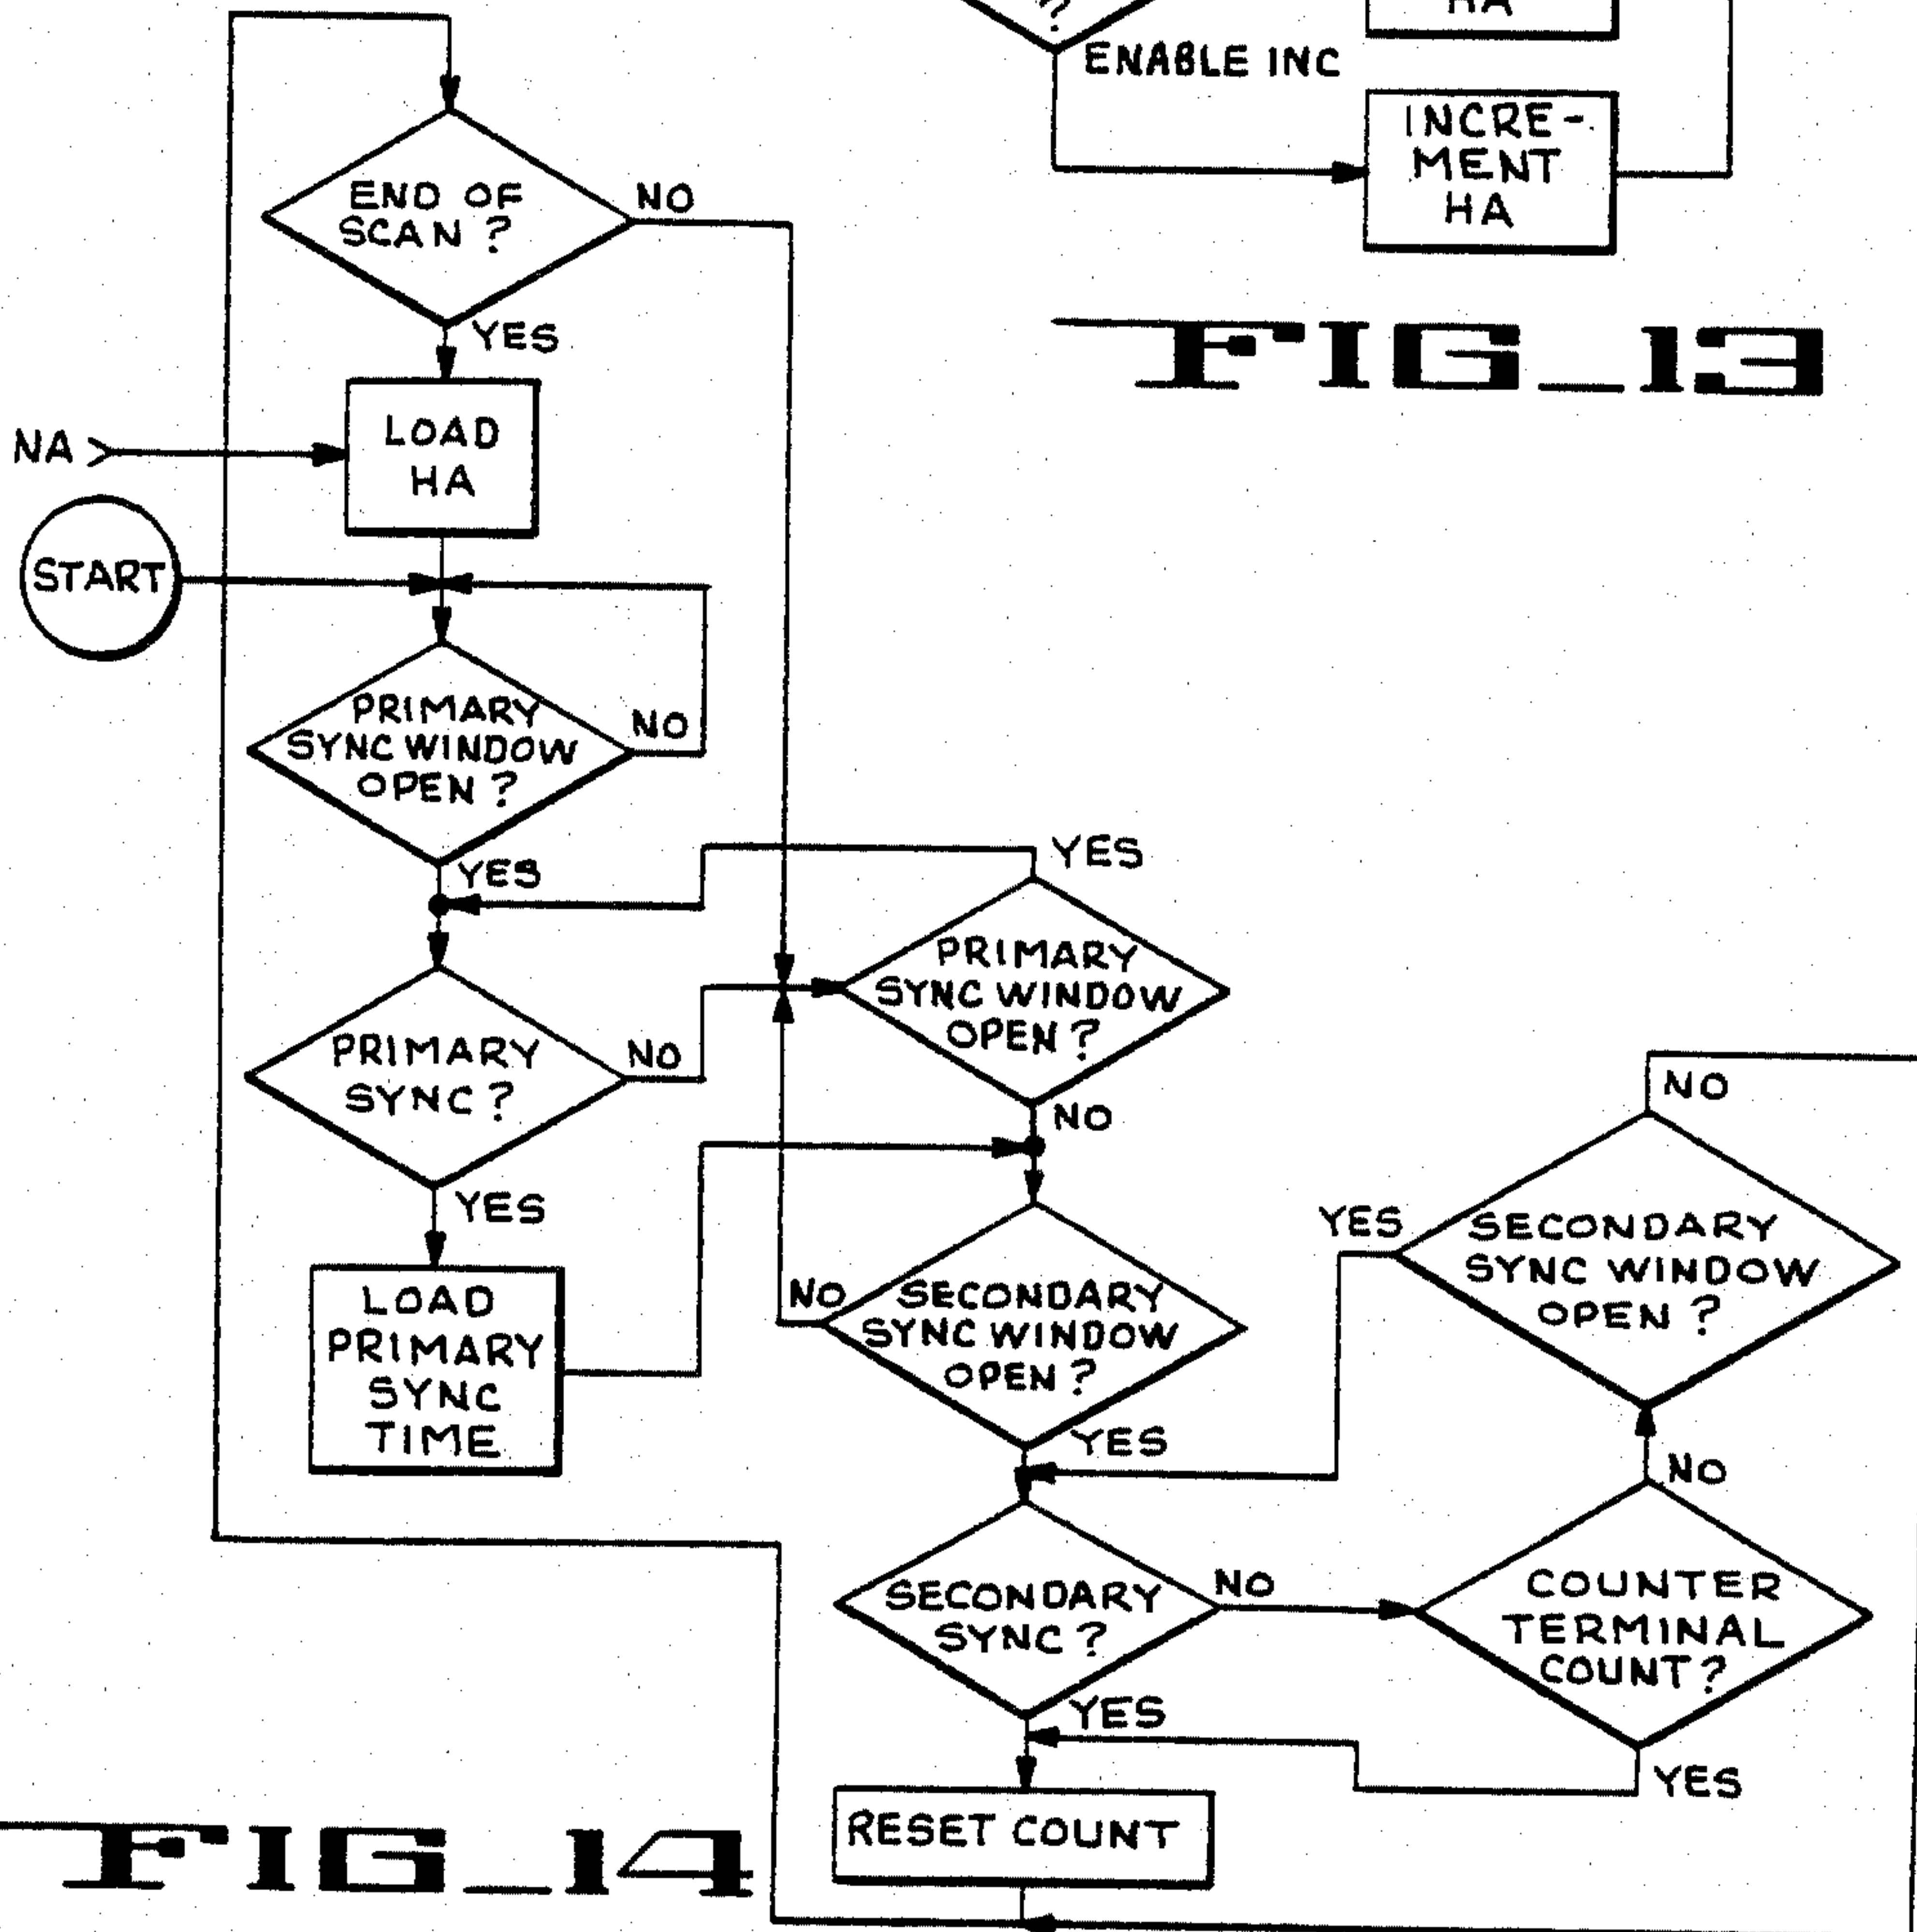 ?
HA
ENABLE INC
INCRE-
MENT
HA
FIG_13
END OF
SCAN?
NO
YES
LOAD
HA
NA
START
PRIMARY
SYNC WINDOW
OPEN?
NO
YES
YES
PRIMARY
SYNC WINDOW
OPEN?
NO
PRIMARY
SYNC?
NO
YES
LOAD
PRIMARY
SYNC
TIME
NO
SECONDARY
SYNC WINDOW
OPEN?
YES
NO
YES
SECONDARY
SYNC WINDOW
OPEN?
NO
SECONDARY
SYNC?
NO
YES
COUNTER
TERMINAL
COUNT?
YES
RESET COUNT
FIG_14